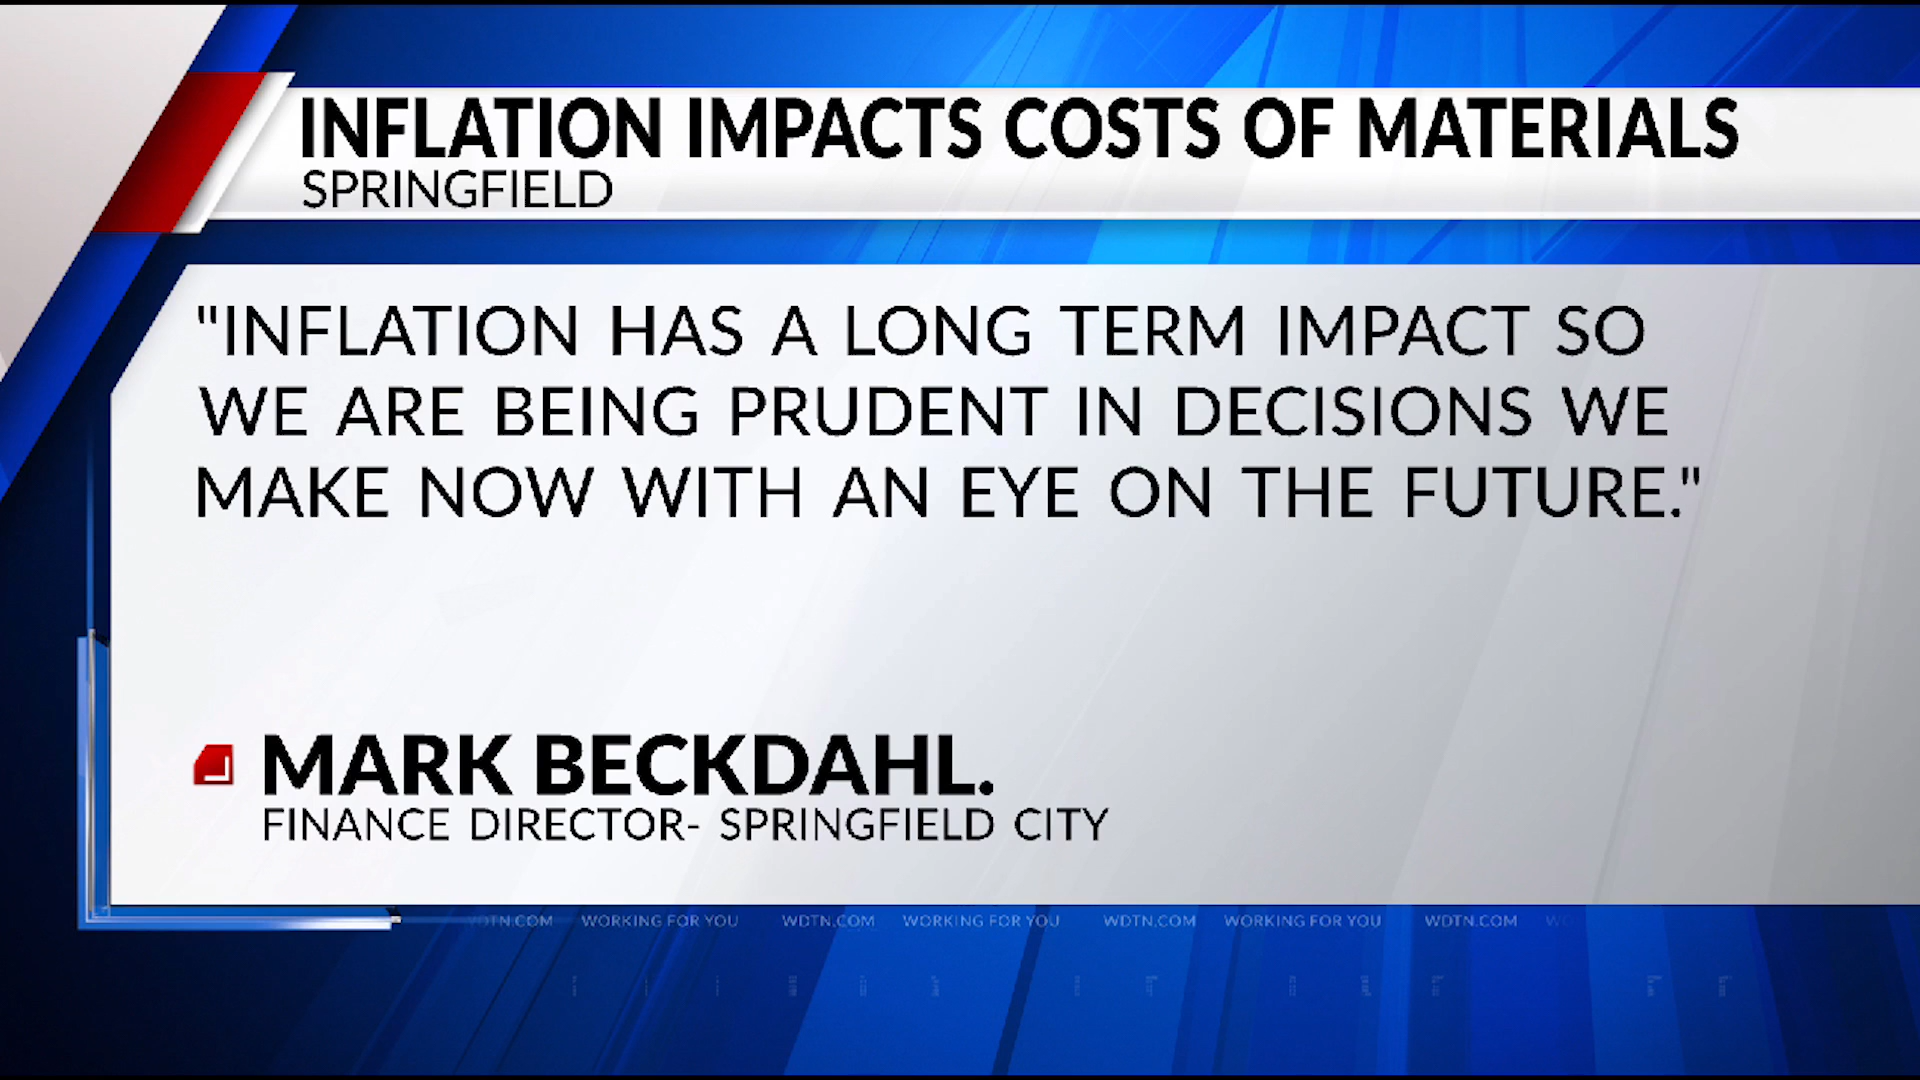 INFLATION IMPACTS COSTS OF MATERIALS
SPRINGFIELD
"INFLATION HAS A LONG TERM IMPACT SO
WE ARE BEING PRUDENT IN DECISIONS WE
MAKE NOW WITH AN EYE ON THE FUTURE."
MARK BECKDAHL.
FINANCE DIRECTOR- SPRINGFIELD CITY
WDTN.COM WORKING FOR YOU WDTN.COM WORKING FOR YOU WDTN.COM WORKING FOR YOU WDTN.COM